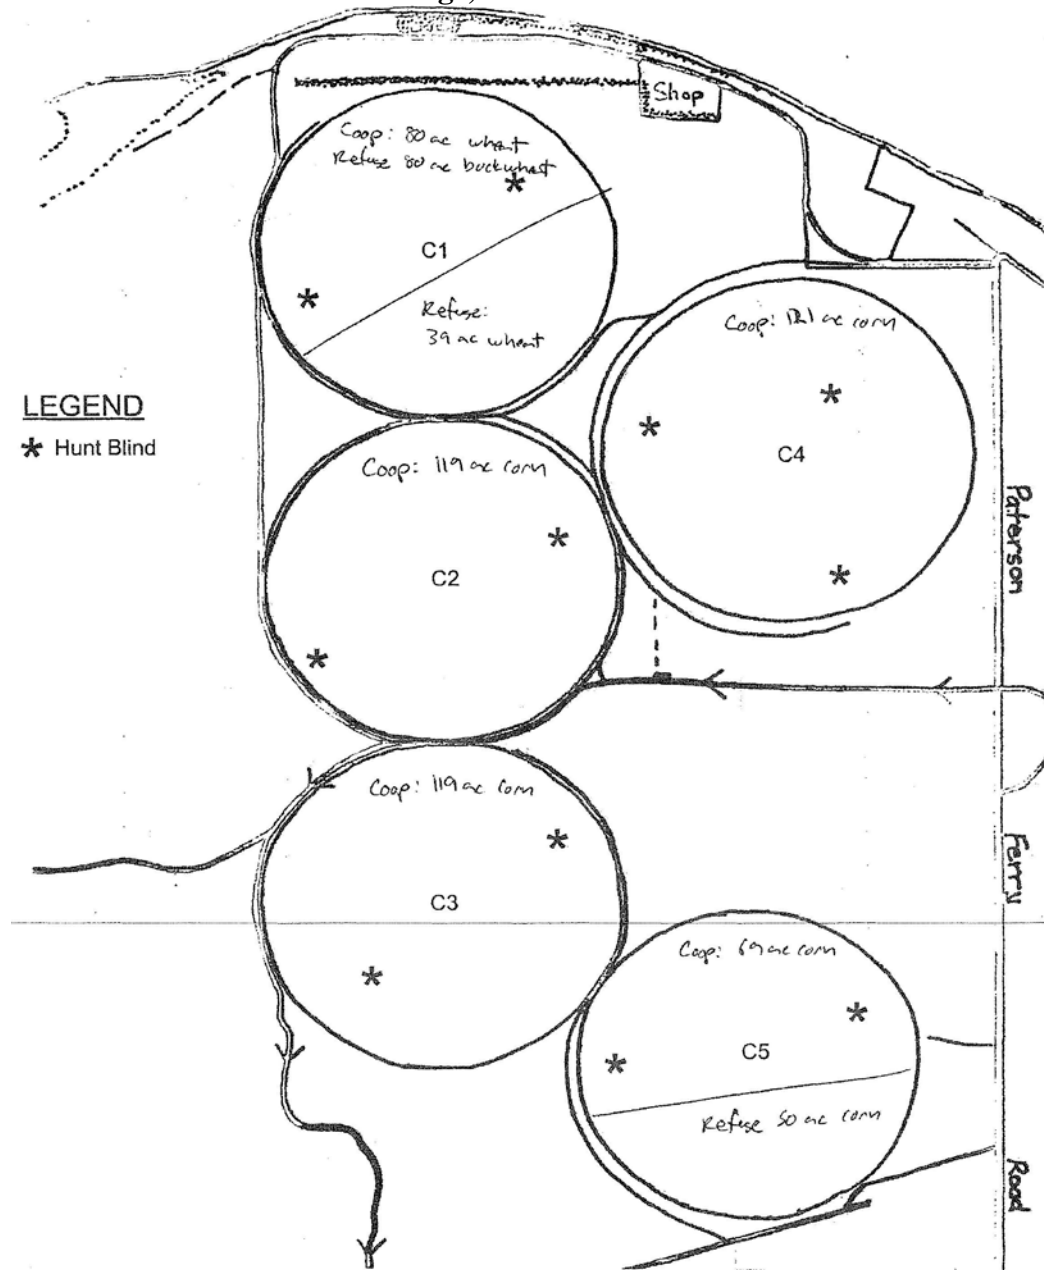 Shop
Coop: 80 ac wheat
Refuse 80 ac buckwheat
C1
Refuse:
39 ac wheat
Coop: 121 ac corn
LEGEND
* Hunt Blind
C4
Coop: 119 ac corn
Paterson
C2
Coop: 119 ac corn
Ferry
C3
Coop: 69 ac corn
C5
Refuse 50 ac corn
Road